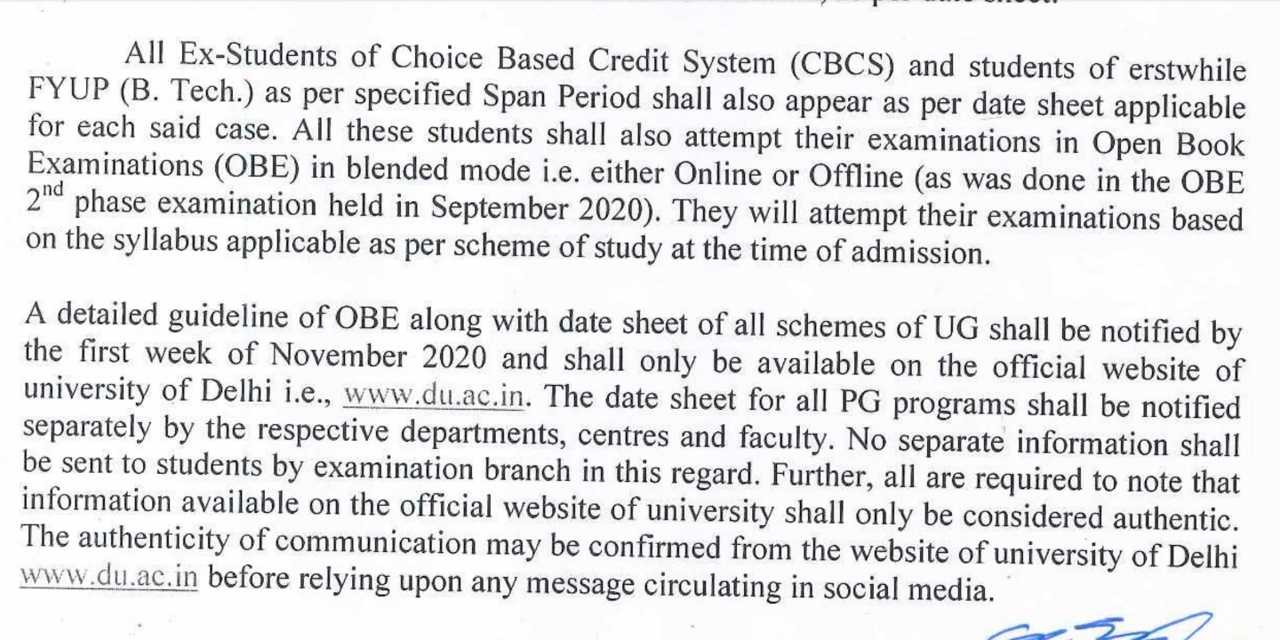 All Ex-Students of Choice Based Credit System (CBCS) and students of erstwhile
FYUP (B. Tech.) as per specified Span Period shall also appear as per date sheet applicable
for each said case. All these students shall also attempt their examinations in Open Book
Examinations (OBE) in blended mode i.e. either Online or Offline (as was done in the OBE
2nd phase examination held in September 2020). They will attempt their examinations based
on the syllabus applicable as per scheme of study at the time of admission.
A detailed guideline of OBE along with date sheet of all schemes of UG shall be notified by
the first week of November 2020 and shall only be available on the official website of
university of Delhi i.e., www.du.ac.in. The date sheet for all PG programs shall be notified
separately by the respective departments, centres and faculty. No separate information shall
be sent to students by examination branch in this regard. Further, all are required to note that
information available on the official website of university shall only be considered authentic.
The authenticity of communication may be confirmed from the website of university of Delhi
www.du.ac.in before relying upon any message circulating in social media.